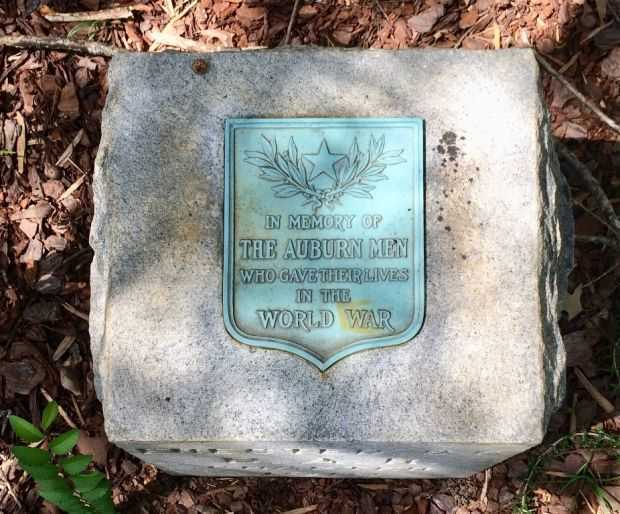 IN MEMORY OF
THE AUBURN MEN
WHO GAVE THEIR LIVES
IN THE
WORLD WAR